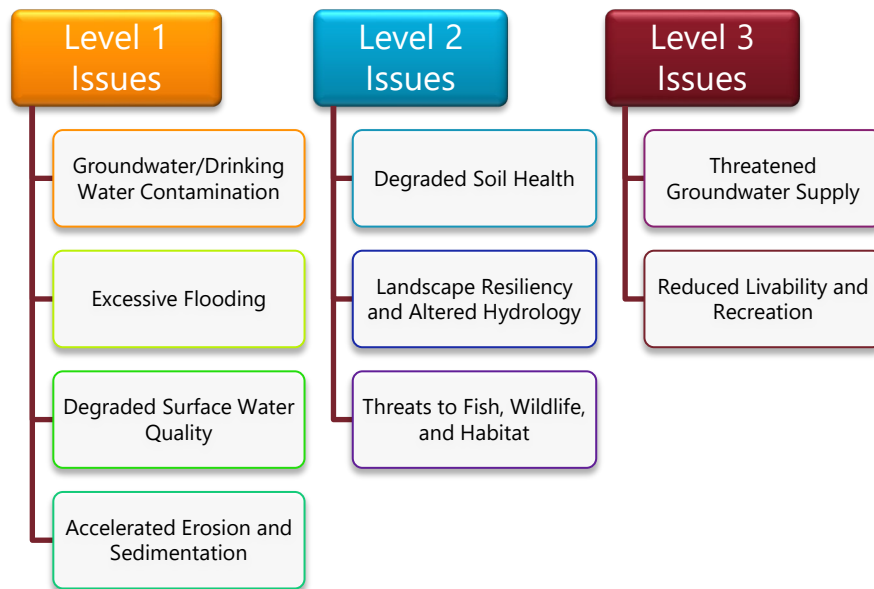 Level 1
Issues
Groundwater/Drinking
Water Contamination
Excessive Flooding
Degraded Surface Water
Quality
Accelerated Erosion and
Sedimentation
Level 2
Issues
Degraded Soil Health
Landscape Resiliency
and Altered Hydrology
Threats to Fish, Wildlife,
and Habitat
Level 3
Issues
Threatened
Groundwater Supply
Reduced Livability and
Recreation